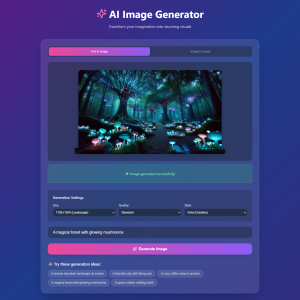 ✨ AI Image Generator
Transform your imagination into stunning visuals
Text to Image
Image to Image
✨ Image generated successfully!
Generation Settings
Size
Quality
Style
1792×1024 (Landscape)
Standard
Vivid (Creative)
A magical forest with glowing mushrooms
✨ Generate Image
✨ Try these generation ideas:
A serene mountain landscape at sunset
A futuristic city with flying cars
A cozy coffee shop in autumn
A magical forest with glowing mushrooms
A space station orbiting Earth